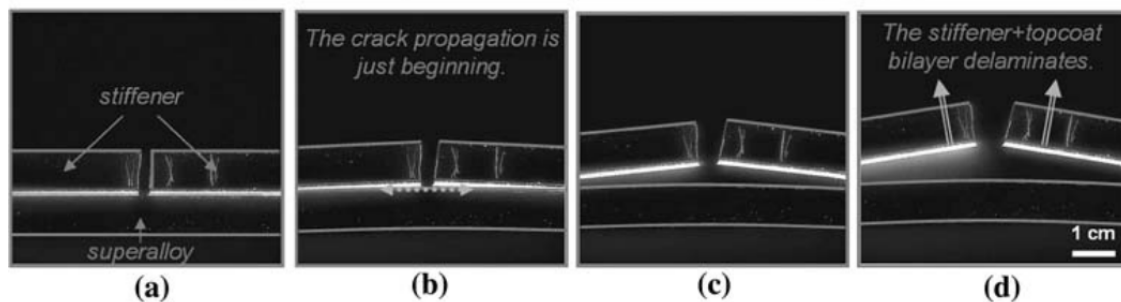 stiffener
superalloy
The crack propagation is
just beginning.
The stiffener+topcoat
bilayer delaminates.
1 cm
(a)
(b)
(c)
(d)